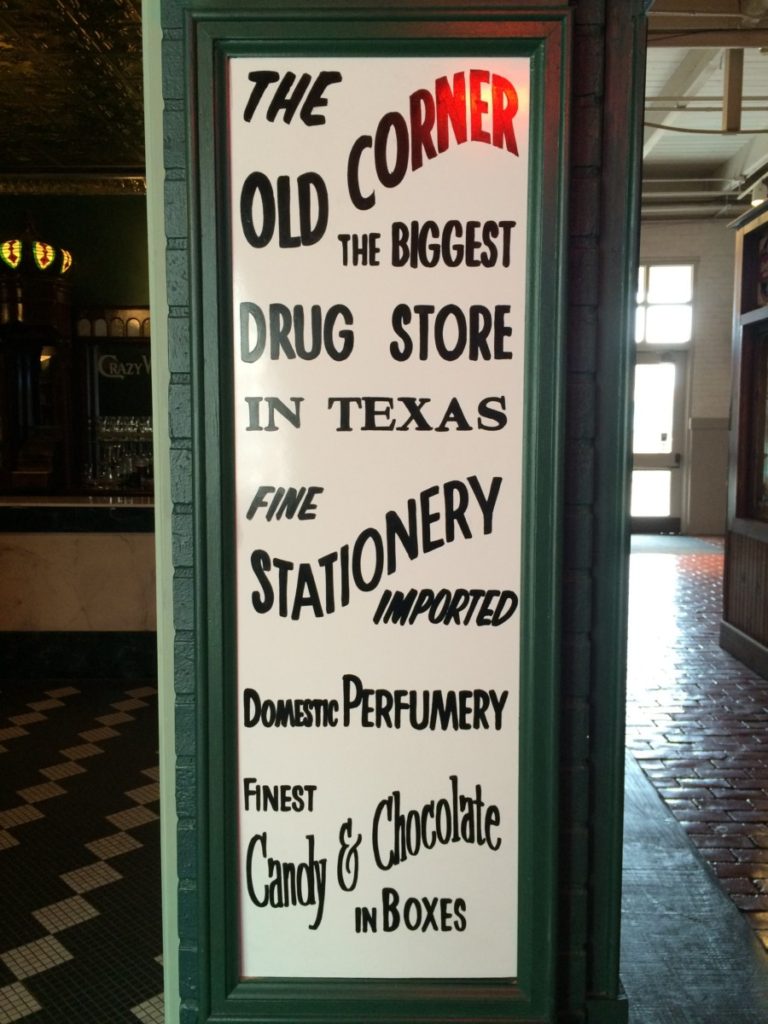 THE
OLD CORNER
THE BIGGEST
DRUG STORE
IN TEXAS
FINE
STATIONERY
IMPORTED
DOMESTIC PERFUMERY
FINEST
Candy & Chocolate
IN BOXES
CRAZY